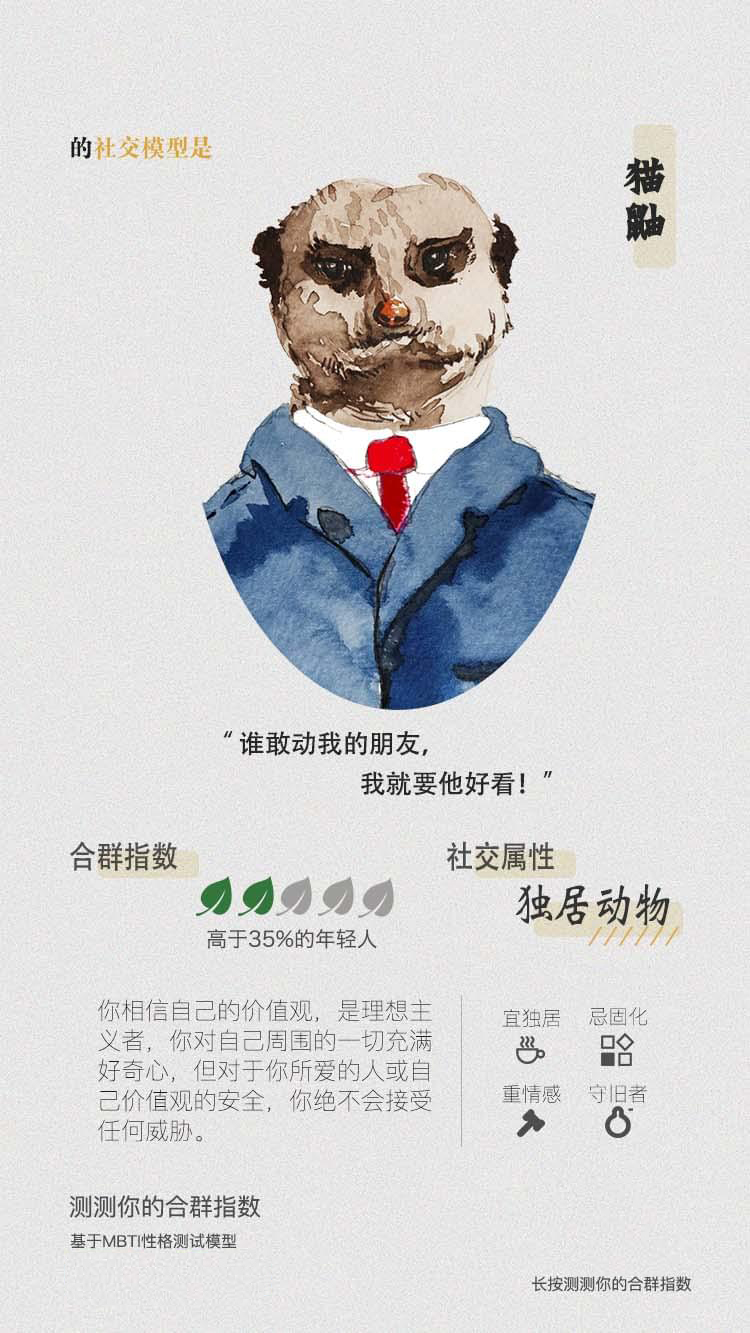 的社交模型是
猫鼬
“谁敢动我的朋友,
我就要他好看!”
合群指数
高于35%的年轻人
社交属性
独居动物
你相信自己的价值观，是理想主
义者，你对自己周围的一切充满
好奇心，但对于你所爱的人或自
己价值观的安全，你绝不会接受
任何威胁。
宜独居 忌固化
重情感 守旧者
测测你的合群指数
基于MBTI性格测试模型
长按测测你的合群指数